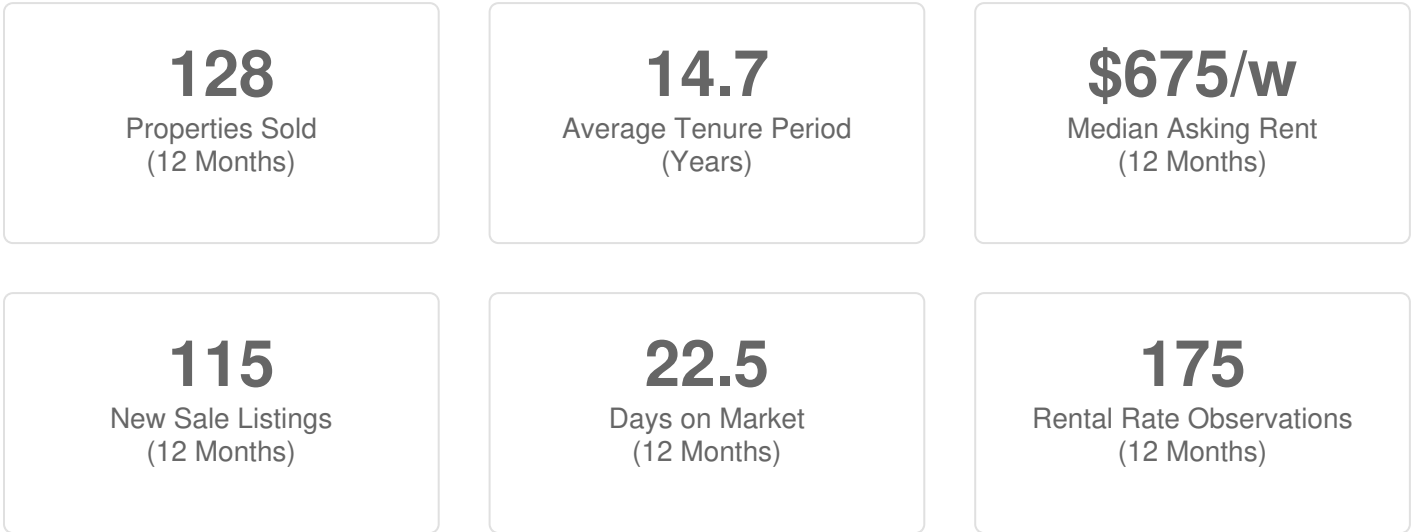 128
Properties Sold
(12 Months)
14.7
Average Tenure Period
(Years)
$675/w
Median Asking Rent
(12 Months)
115
New Sale Listings
(12 Months)
22.5
Days on Market
(12 Months)
175
Rental Rate Observations
(12 Months)